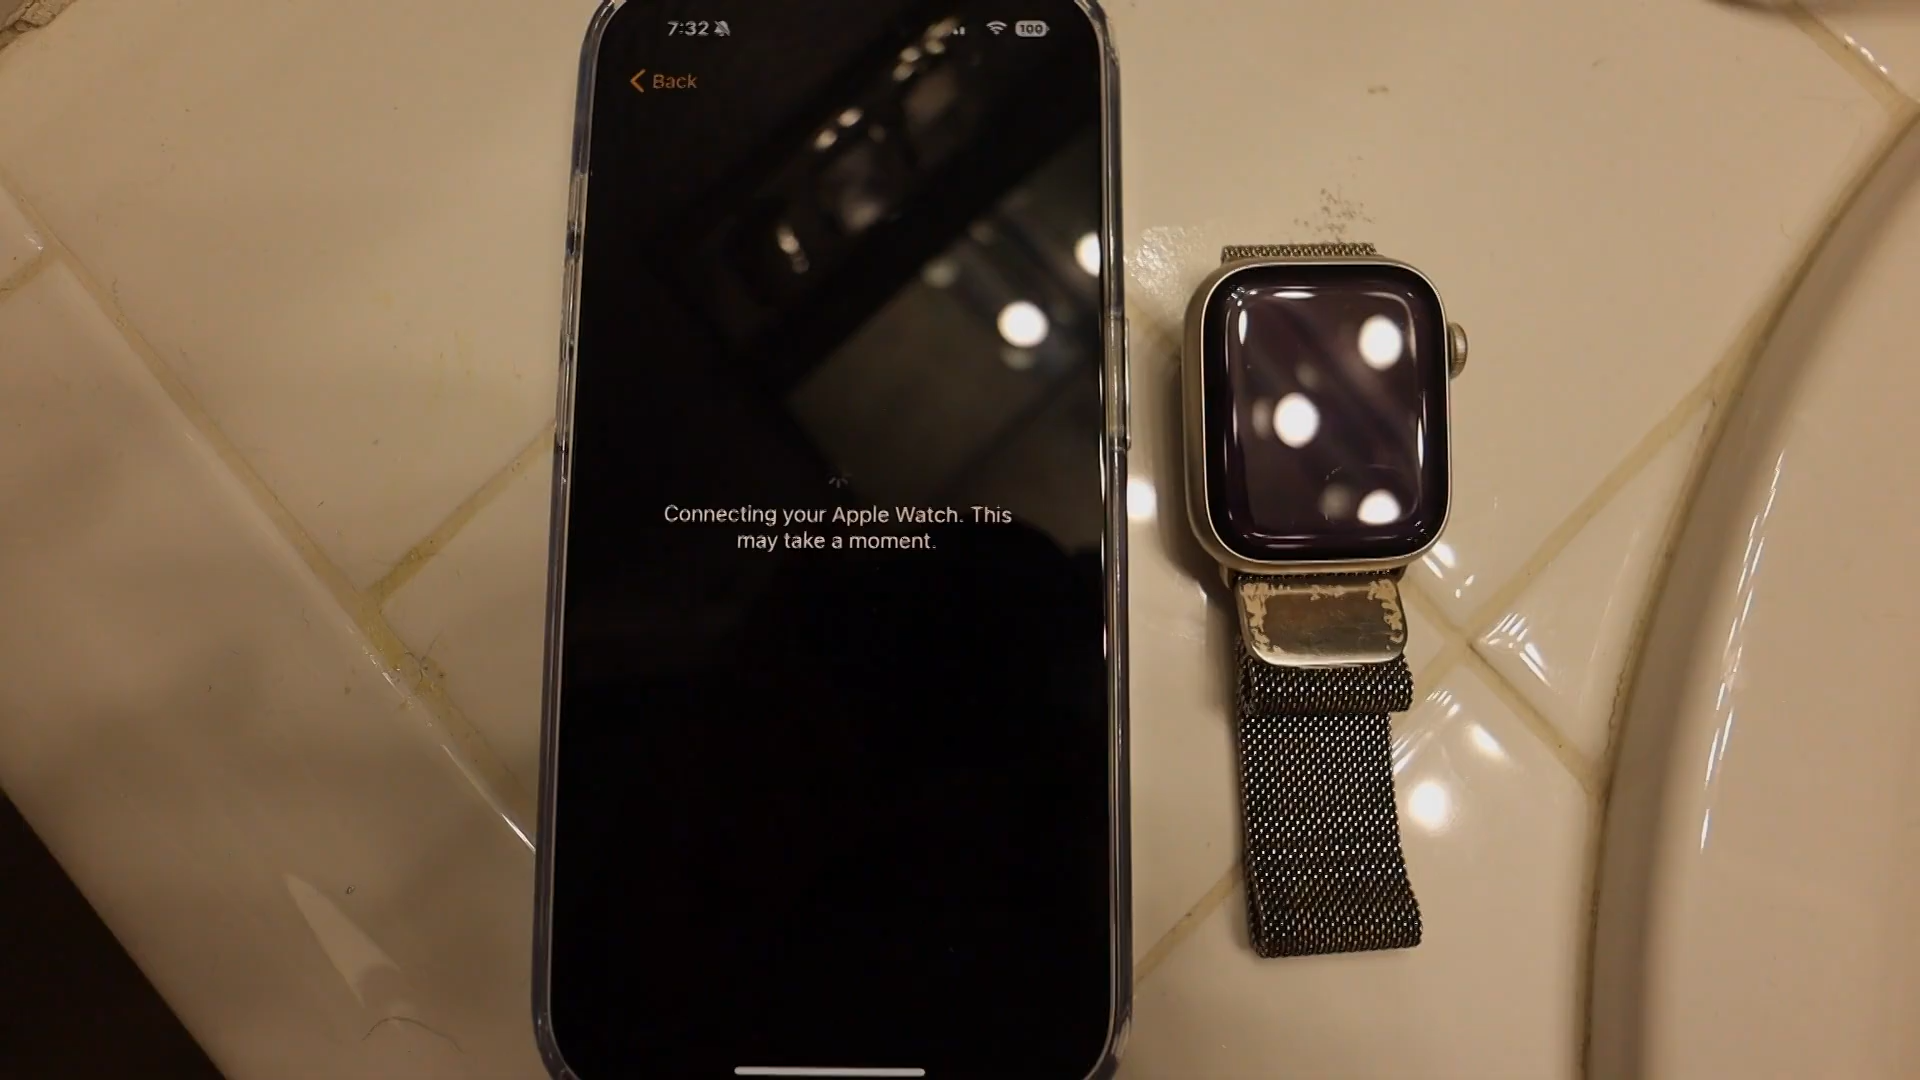 7:32
100
Back
Connecting your Apple Watch. This
may take a moment.